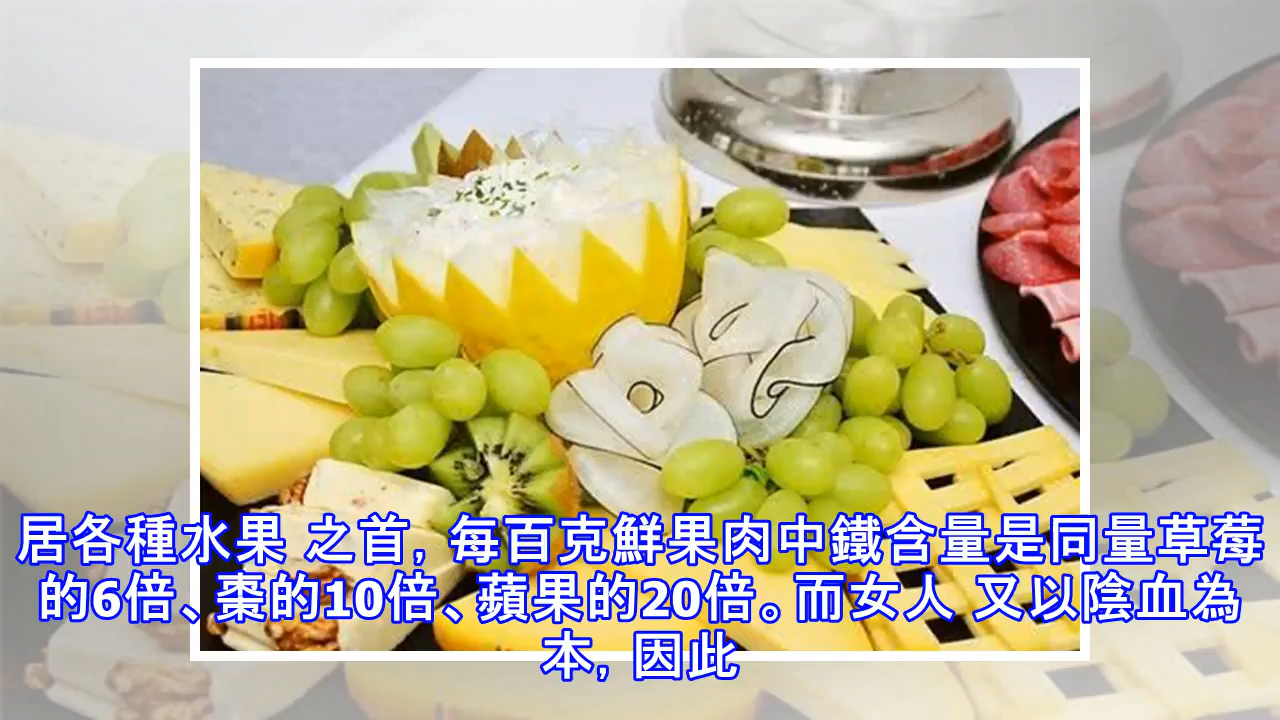 居各種水果 之首, 每百克鮮果肉中鐵含量是同量草莓
的6倍、棗的10倍、蘋果的20倍。而女人 又以陰血為
本, 因此